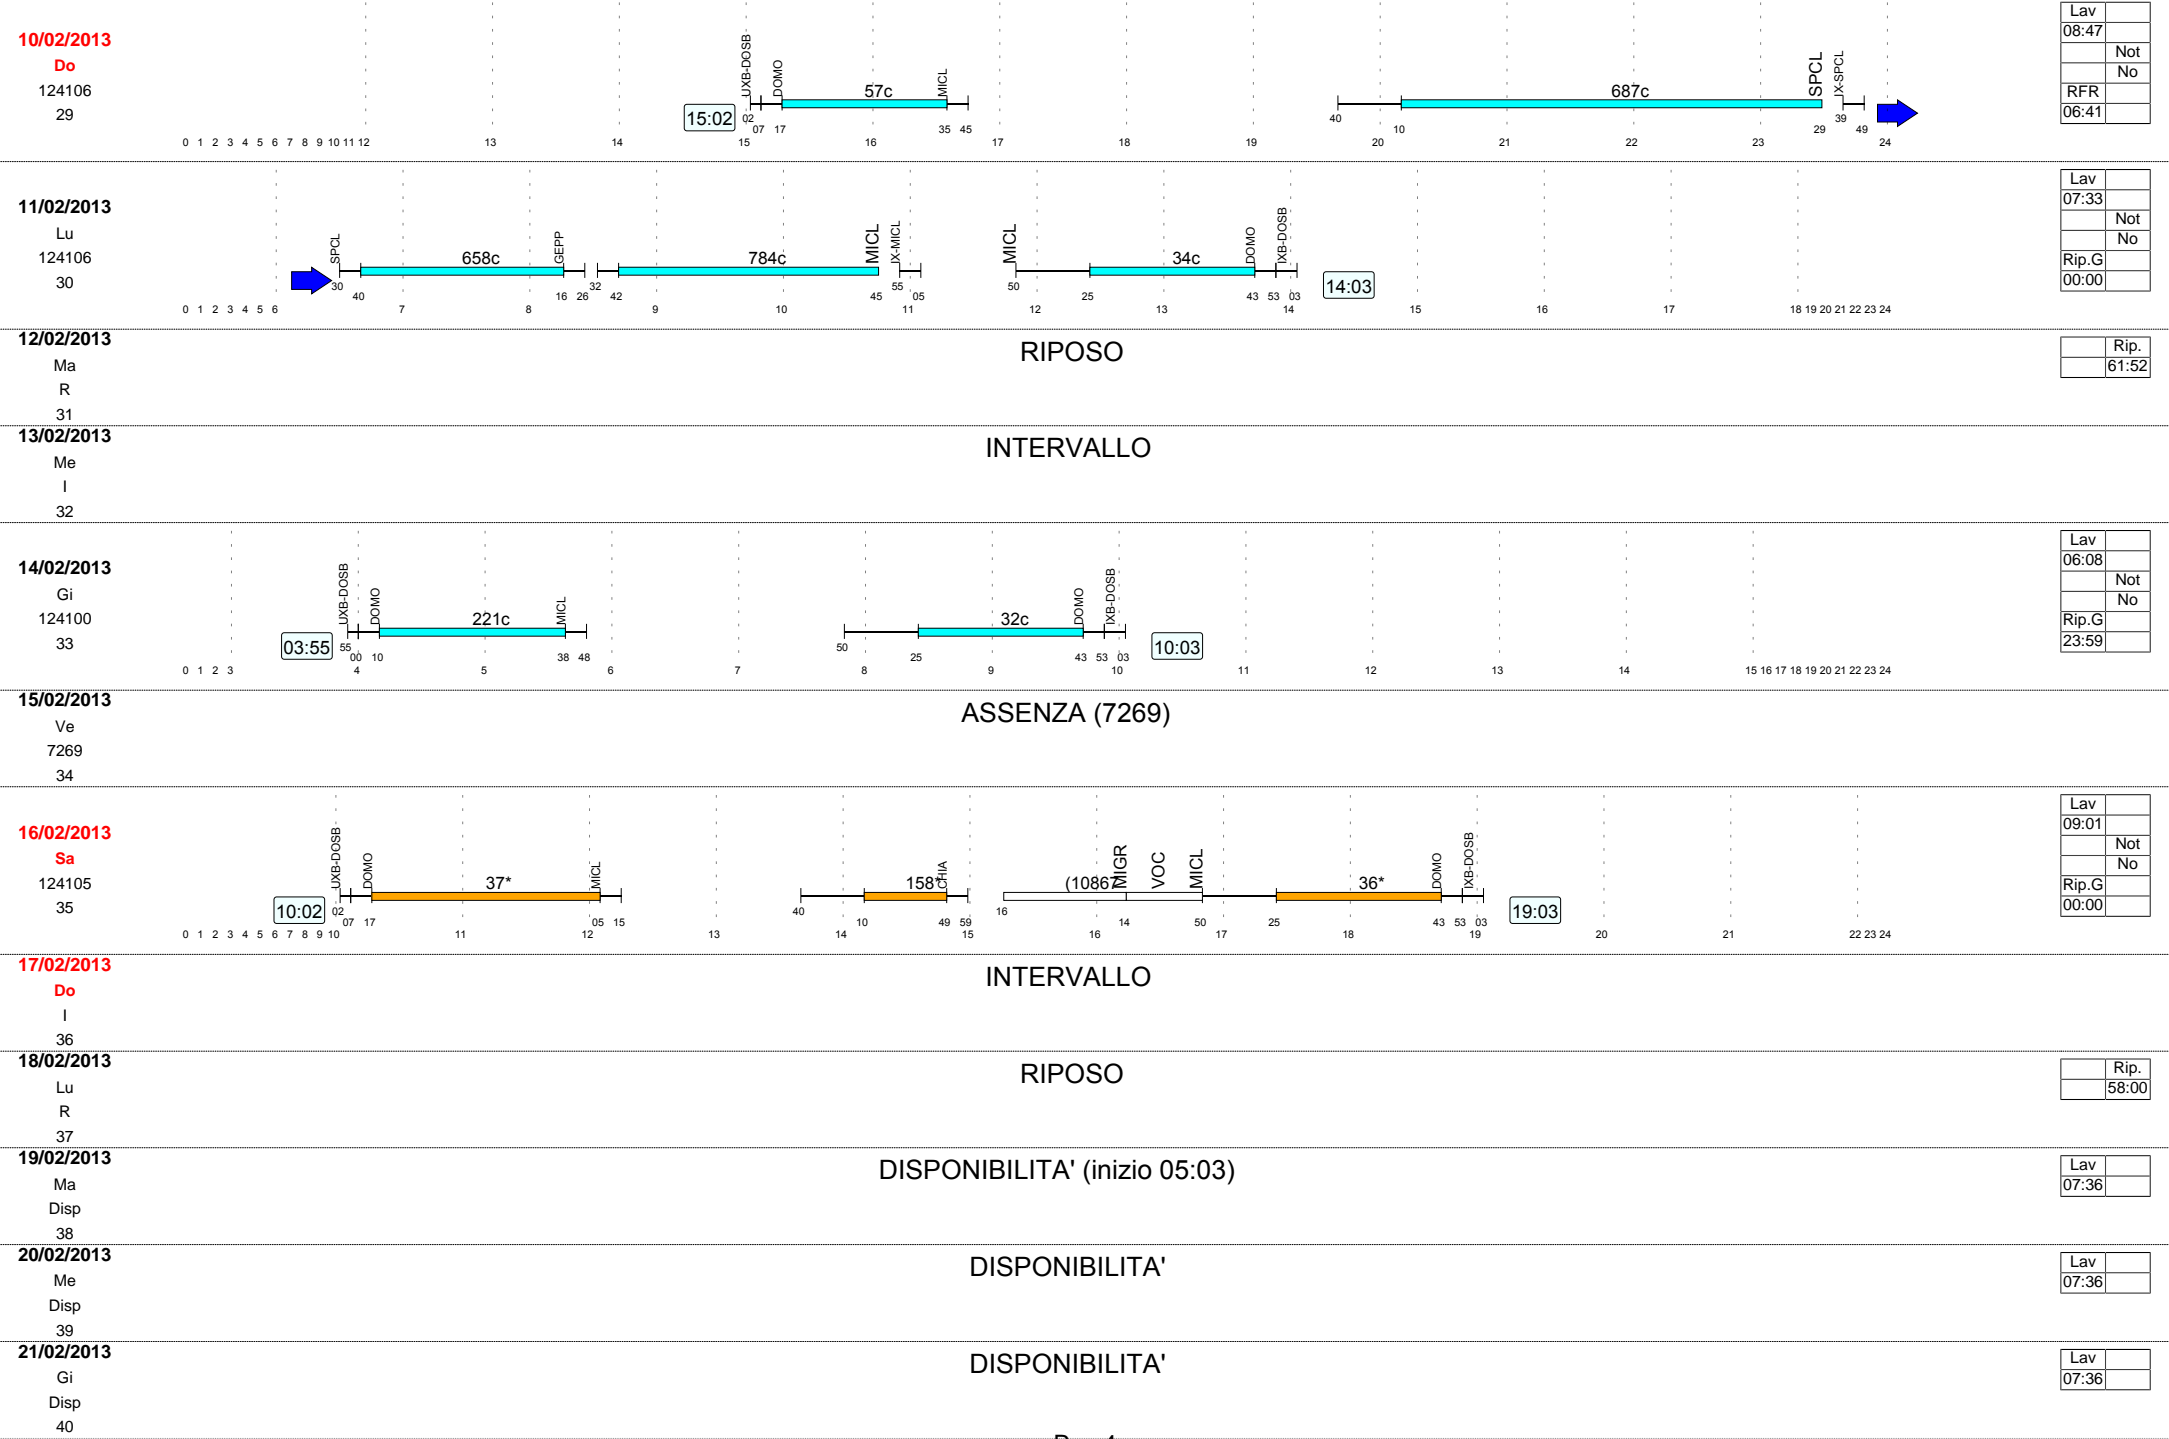 10/02/2013
Do
124106
29
15:02
UXB-DOSB DOMO 57c MICL 687c SPCL IX-SPCL
02 07 17 35 45 40 10 29 39 49
0 1 2 3 4 5 6 7 8 9 10 11 12 13 14 15 16 17 18 19 20 21 22 23 24
Lav
08:47
Not
No
RFR
06:41
11/02/2013
Lu
124106
30
SPCL 658c GEPP 784c MICL IX-MICL MICL 34c DOMO IXB-DOSB
30 40 16 26 32 42 45 55 05 50 25 43 53 03
14:03
0 1 2 3 4 5 6 7 8 9 10 11 12 13 14 15 16 17 18 19 20 21 22 23 24
Lav
07:33
Not
No
Rip.G
00:00
12/02/2013
Ma
R
31
RIPOSO
Rip.
61:52
13/02/2013
Me
I
32
INTERVALLO
14/02/2013
Gi
124100
33
03:55
UXB-DOSB DOMO 221c MICL 32c DOMO IXB-DOSB
55 00 10 38 48 50 25 43 53 03
10:03
0 1 2 3 4 5 6 7 8 9 10 11 12 13 14 15 16 17 18 19 20 21 22 23 24
Lav
06:08
Not
No
Rip.G
23:59
15/02/2013
Ve
7269
34
ASSENZA (7269)
16/02/2013
Sa
124105
35
10:02
UXB-DOSB DOMO 37* MICL 158* CHIA (10867 MIGR VOC MICL 36* DOMO IXB-DOSB
02 07 17 05 15 40 10 49 59 16 14 50 25 43 53 03
19:03
0 1 2 3 4 5 6 7 8 9 10 11 12 13 14 15 16 17 18 19 20 21 22 23 24
Lav
09:01
Not
No
Rip.G
00:00
17/02/2013
Do
I
36
INTERVALLO
18/02/2013
Lu
R
37
RIPOSO
Rip.
58:00
19/02/2013
Ma
Disp
38
DISPONIBILITA' (inizio 05:03)
Lav
07:36
20/02/2013
Me
Disp
39
DISPONIBILITA'
Lav
07:36
21/02/2013
Gi
Disp
40
DISPONIBILITA'
Lav
07:36